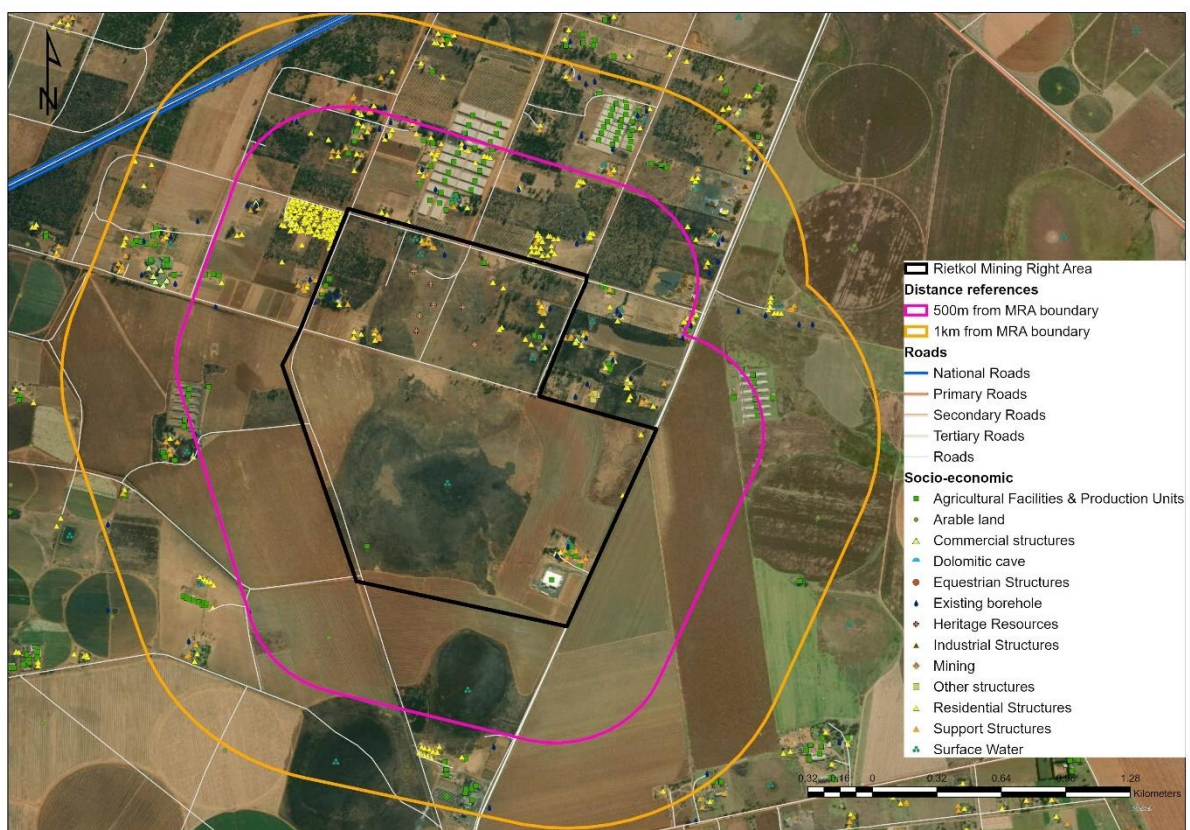 N
Rietkol Mining Right Area
Distance references
500m from MRA boundary
1km from MRA boundary
Roads
National Roads
Primary Roads
Secondary Roads
Tertiary Roads
Roads
Socio-economic
Agricultural Facilities & Production Units
Arable land
Commercial structures
Dolomitic cave
Equestrian Structures
Existing borehole
Heritage Resources
Industrial Structures
Mining
Other structures
Residential Structures
Support Structures
Surface Water
0.32 0.16 0 0.32 0.64 0.96 1.28
Kilometers